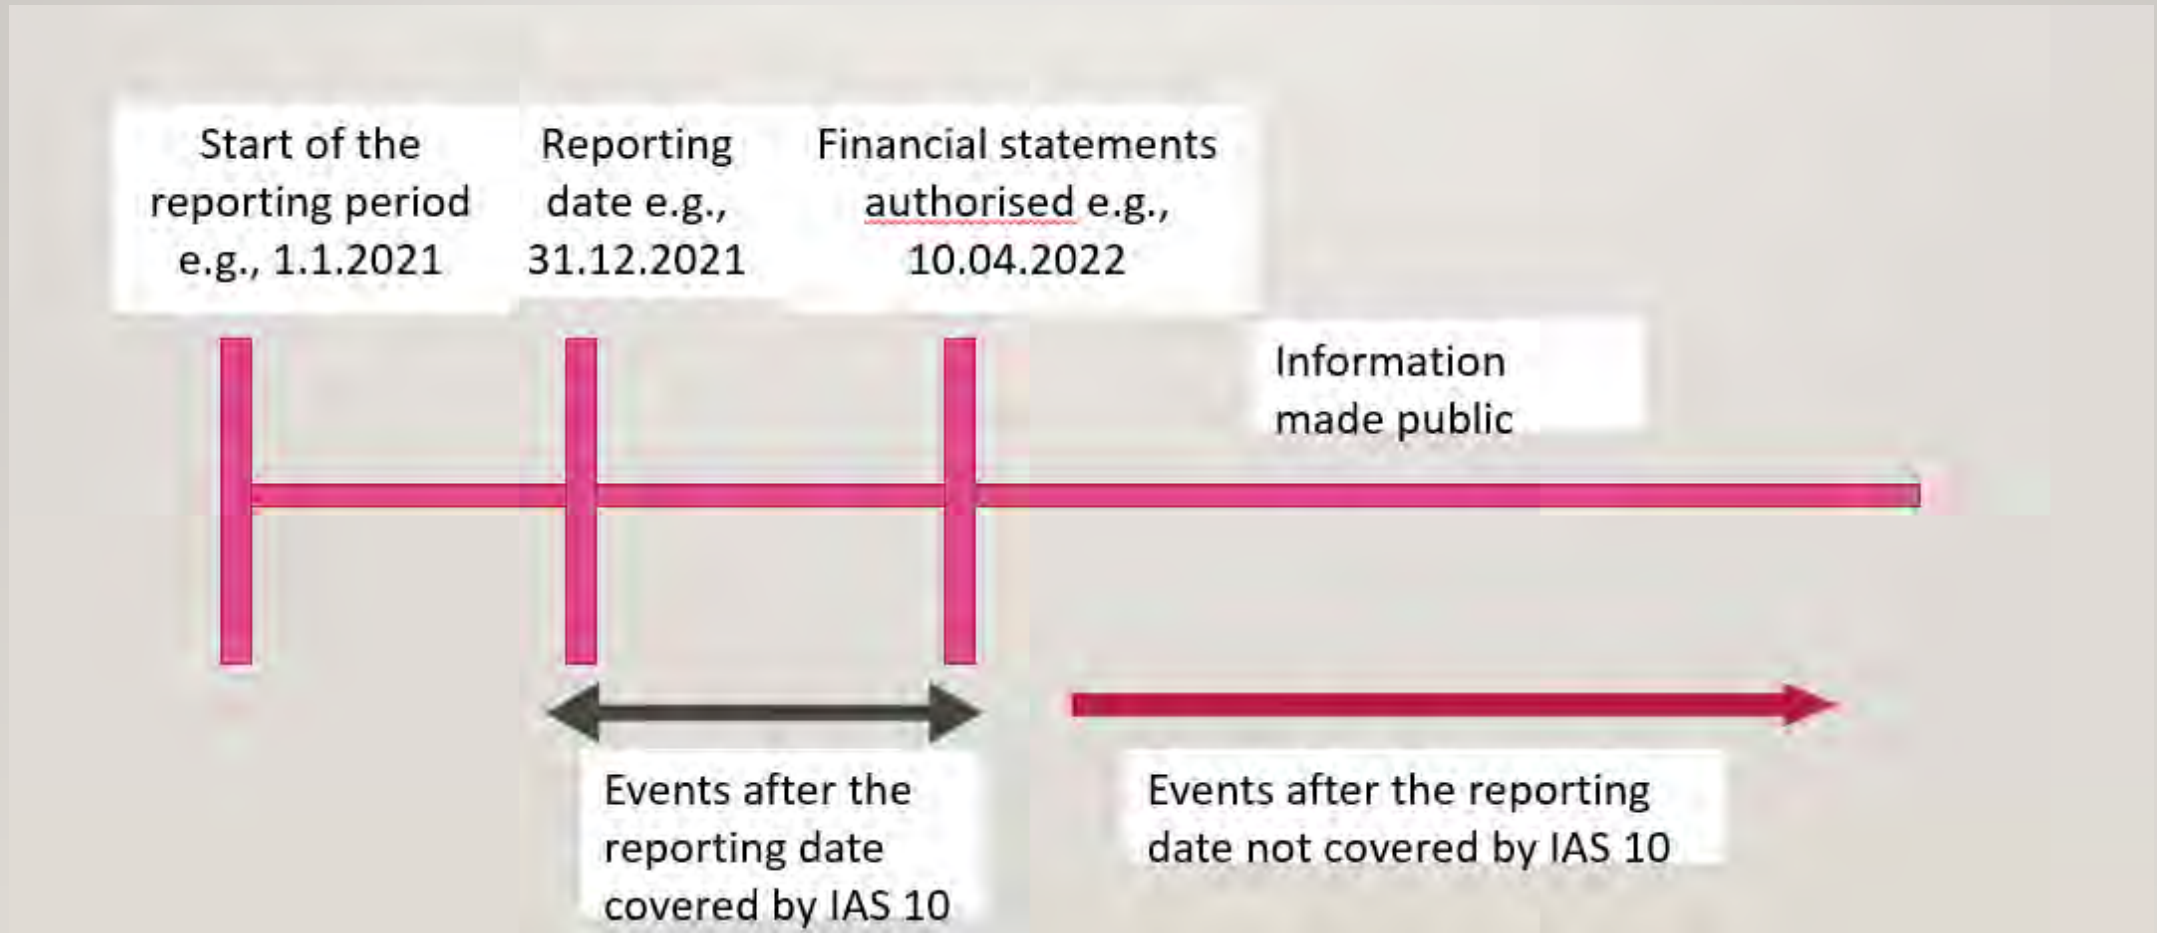 Start of the
reporting period
e.g., 1.1.2021
Reporting
date e.g.,
31.12.2021
Financial statements
authorised e.g.,
10.04.2022
Information
made public
Events after the
reporting date
covered by IAS 10
Events after the reporting
date not covered by IAS 10